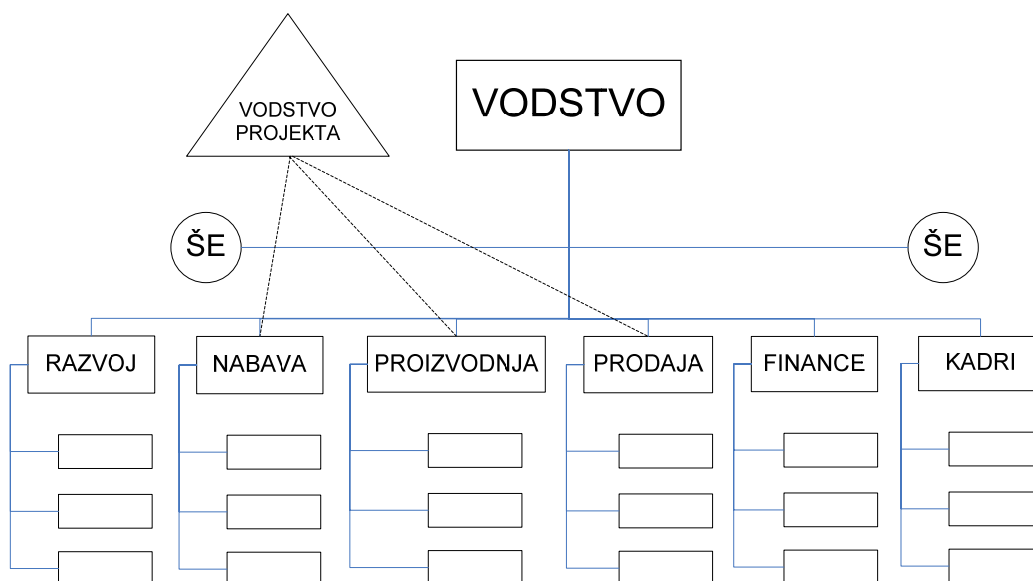 VODSTVO
PROJEKTA
VODSTVO
ŠE
ŠE
RAZVOJ
NABAVA
PROIZVODNJA
PRODAJA
FINANCE
KADRI